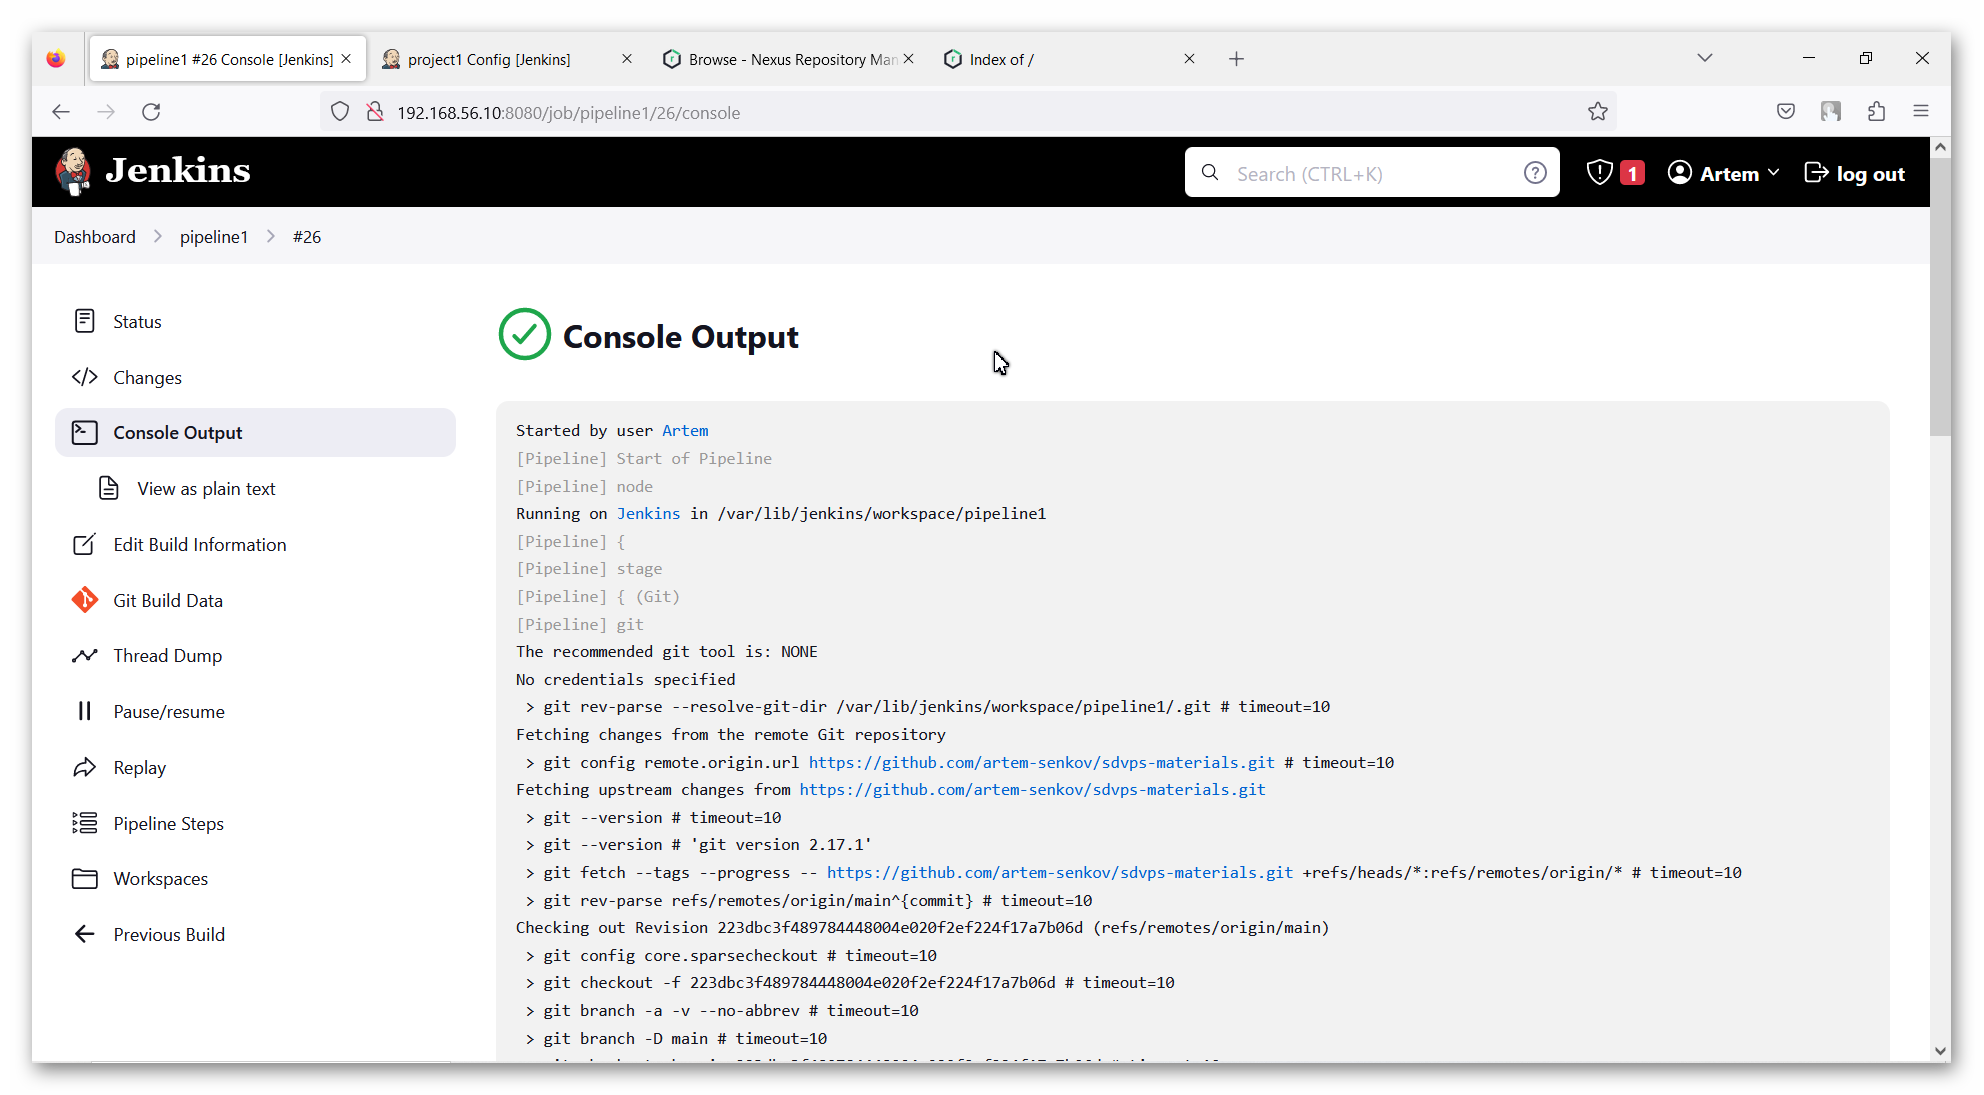 pipeline1 #26 Console [Jenkins]
project1 Config [Jenkins]
Browse - Nexus Repository Man
Index of /
192.168.56.10:8080/job/pipeline1/26/console
Jenkins
Search (CTRL+K)
1
Artem
log out
Dashboard
pipeline1
#26
Status
Changes
Console Output
View as plain text
Edit Build Information
Git Build Data
Thread Dump
Pause/resume
Replay
Pipeline Steps
Workspaces
Previous Build
Console Output
Started by user Artem
[Pipeline] Start of Pipeline
[Pipeline] node
Running on Jenkins in /var/lib/jenkins/workspace/pipeline1
[Pipeline] {
[Pipeline] stage
[Pipeline] { (Git)
[Pipeline] git
The recommended git tool is: NONE
No credentials specified
> git rev-parse --resolve-git-dir /var/lib/jenkins/workspace/pipeline1/.git # timeout=10
Fetching changes from the remote Git repository
> git config remote.origin.url https://github.com/artem-senkov/sdvps-materials.git # timeout=10
Fetching upstream changes from https://github.com/artem-senkov/sdvps-materials.git
> git --version # timeout=10
> git --version # 'git version 2.17.1'
> git fetch --tags --progress -- https://github.com/artem-senkov/sdvps-materials.git +refs/heads/*:refs/remotes/origin/* # timeout=10
> git rev-parse refs/remotes/origin/main^{commit} # timeout=10
Checking out Revision 223dbc3f489784448004e020f2ef224f17a7b06d (refs/remotes/origin/main)
> git config core.sparsecheckout # timeout=10
> git checkout -f 223dbc3f489784448004e020f2ef224f17a7b06d # timeout=10
> git branch -a -v --no-abbrev # timeout=10
> git branch -D main # timeout=10